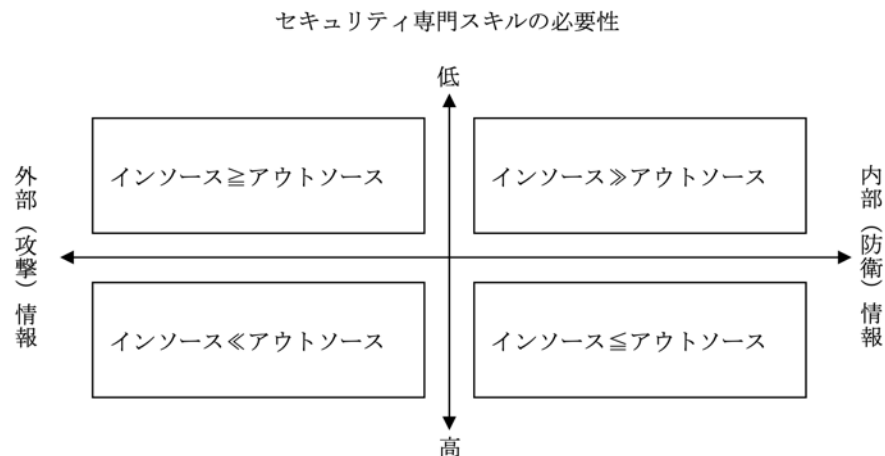 セキュリティ専門スキルの必要性
低
外部（攻撃）情報
インソース≧アウトソース
インソース≫アウトソース
内部（防衛）情報
インソース≪アウトソース
インソース≦アウトソース
高